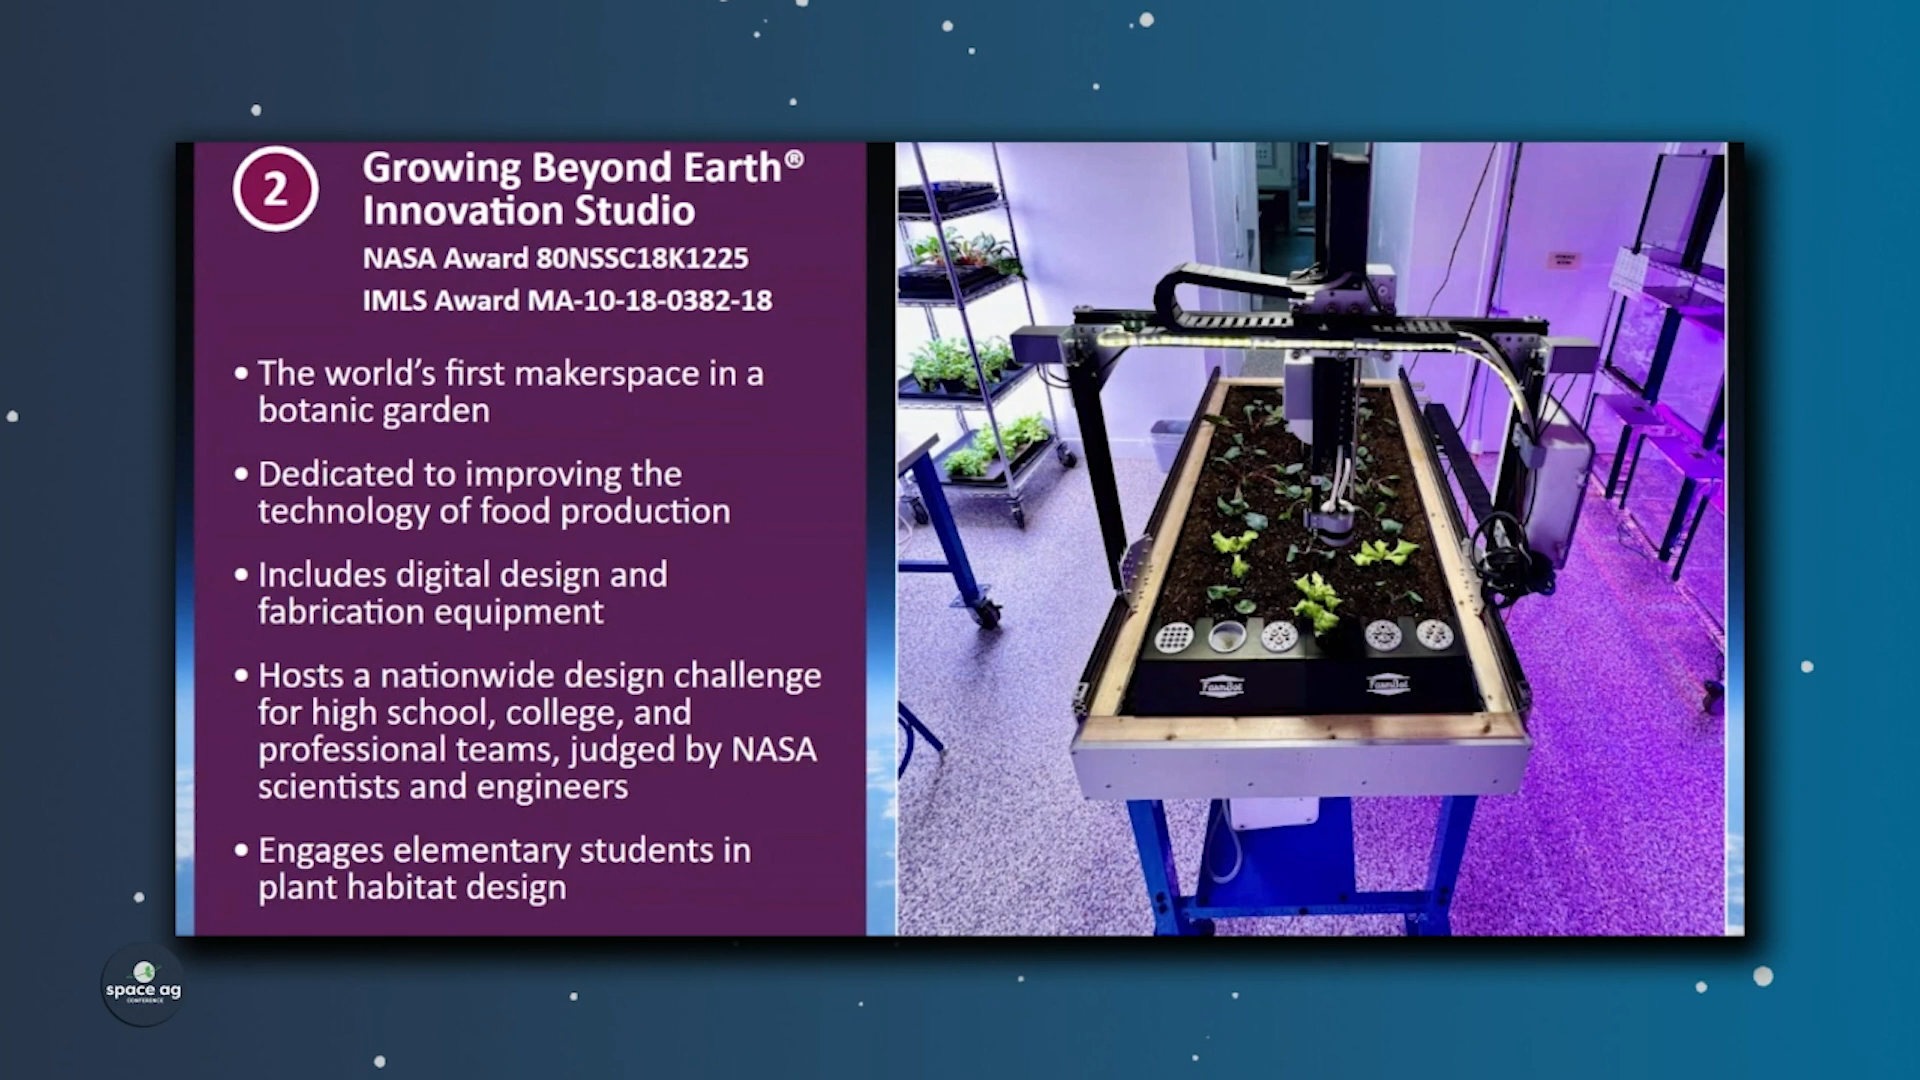 2
Growing Beyond Earth®
Innovation Studio
NASA Award 80NSSC18K1225
IMLS Award MA-10-18-0382-18
• The world’s first makerspace in a
botanic garden
• Dedicated to improving the
technology of food production
• Includes digital design and
fabrication equipment
• Hosts a nationwide design challenge
for high school, college, and
professional teams, judged by NASA
scientists and engineers
• Engages elementary students in
plant habitat design
FarmBot
FarmBot
space ag
CONFERENCE